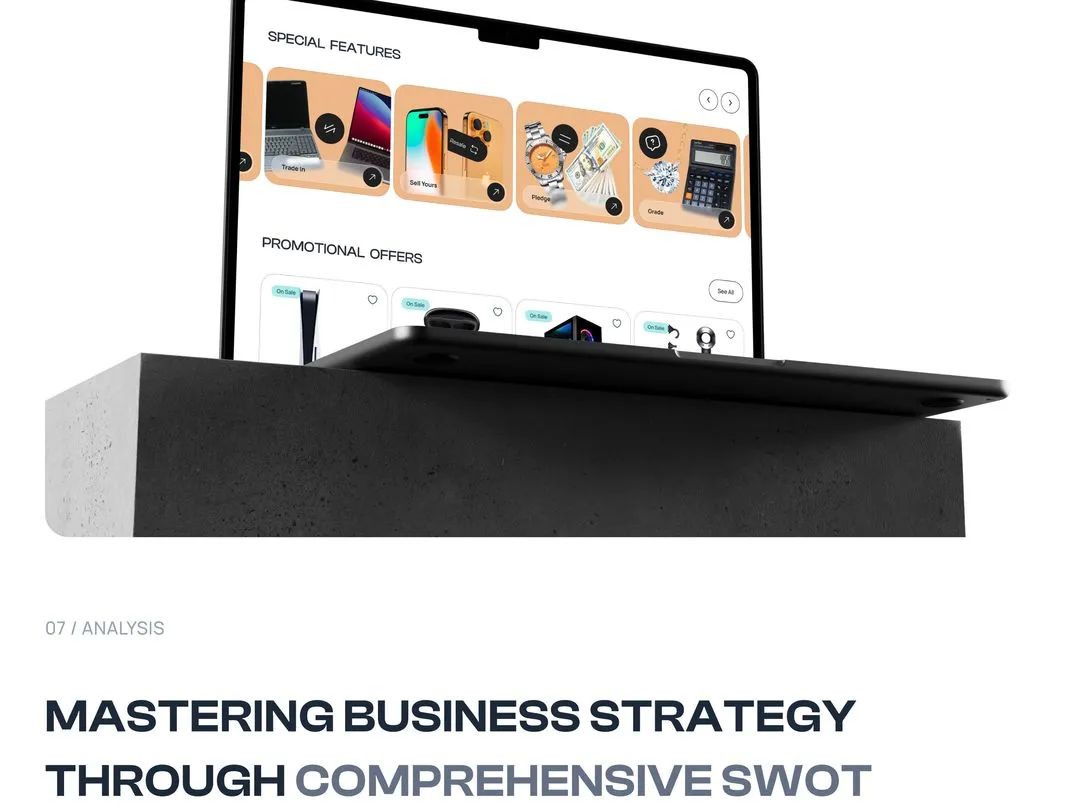 SPECIAL FEATURES
Trade in
Resale
Sell Yours
Pledge
Grade
PROMOTIONAL OFFERS
See All
On Sale
On Sale
On Sale
On Sale
07 / ANALYSIS
MASTERING BUSINESS STRATEGY
THROUGH COMPREHENSIVE SWOT